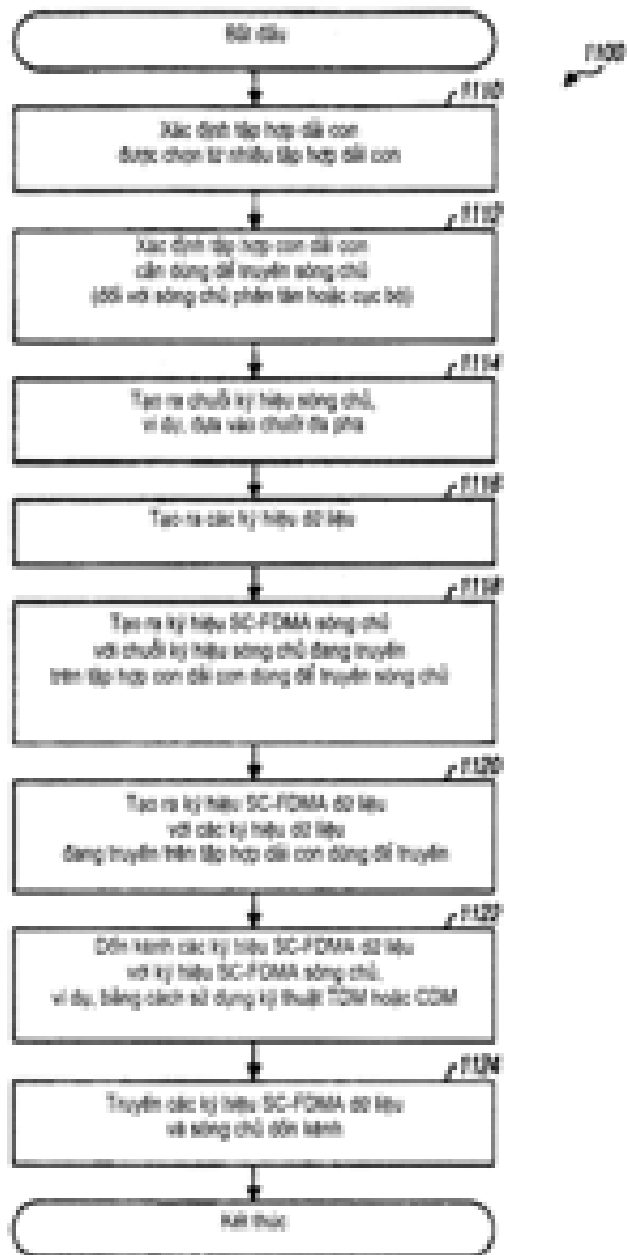 Bắt đầu
1100
1110
Xác định tập hợp dải con
được chọn từ nhiều tập hợp dải con
1112
Xác định tập hợp con dải con
cần dùng để truyền sóng chủ
(đối với sóng chủ phân tán hoặc cục bộ)
1114
Tạo ra chuỗi ký hiệu sóng chủ,
ví dụ, dựa vào chuỗi đa pha
1116
Tạo ra các ký hiệu dữ liệu
1118
Tạo ra ký hiệu SC-FDMA sóng chủ
với chuỗi ký hiệu sóng chủ đang truyền
trên tập hợp con dải con dùng để truyền sóng chủ
1120
Tạo ra ký hiệu SC-FDMA dữ liệu
với các ký hiệu dữ liệu
đang truyền trên tập hợp dải con dùng để truyền
1122
Dồn kênh các ký hiệu SC-FDMA dữ liệu
với ký hiệu SC-FDMA sóng chủ,
ví dụ, bằng cách sử dụng kỹ thuật TDM hoặc CDM
1124
Truyền các ký hiệu SC-FDMA dữ liệu
và sóng chủ dồn kênh
Kết thúc